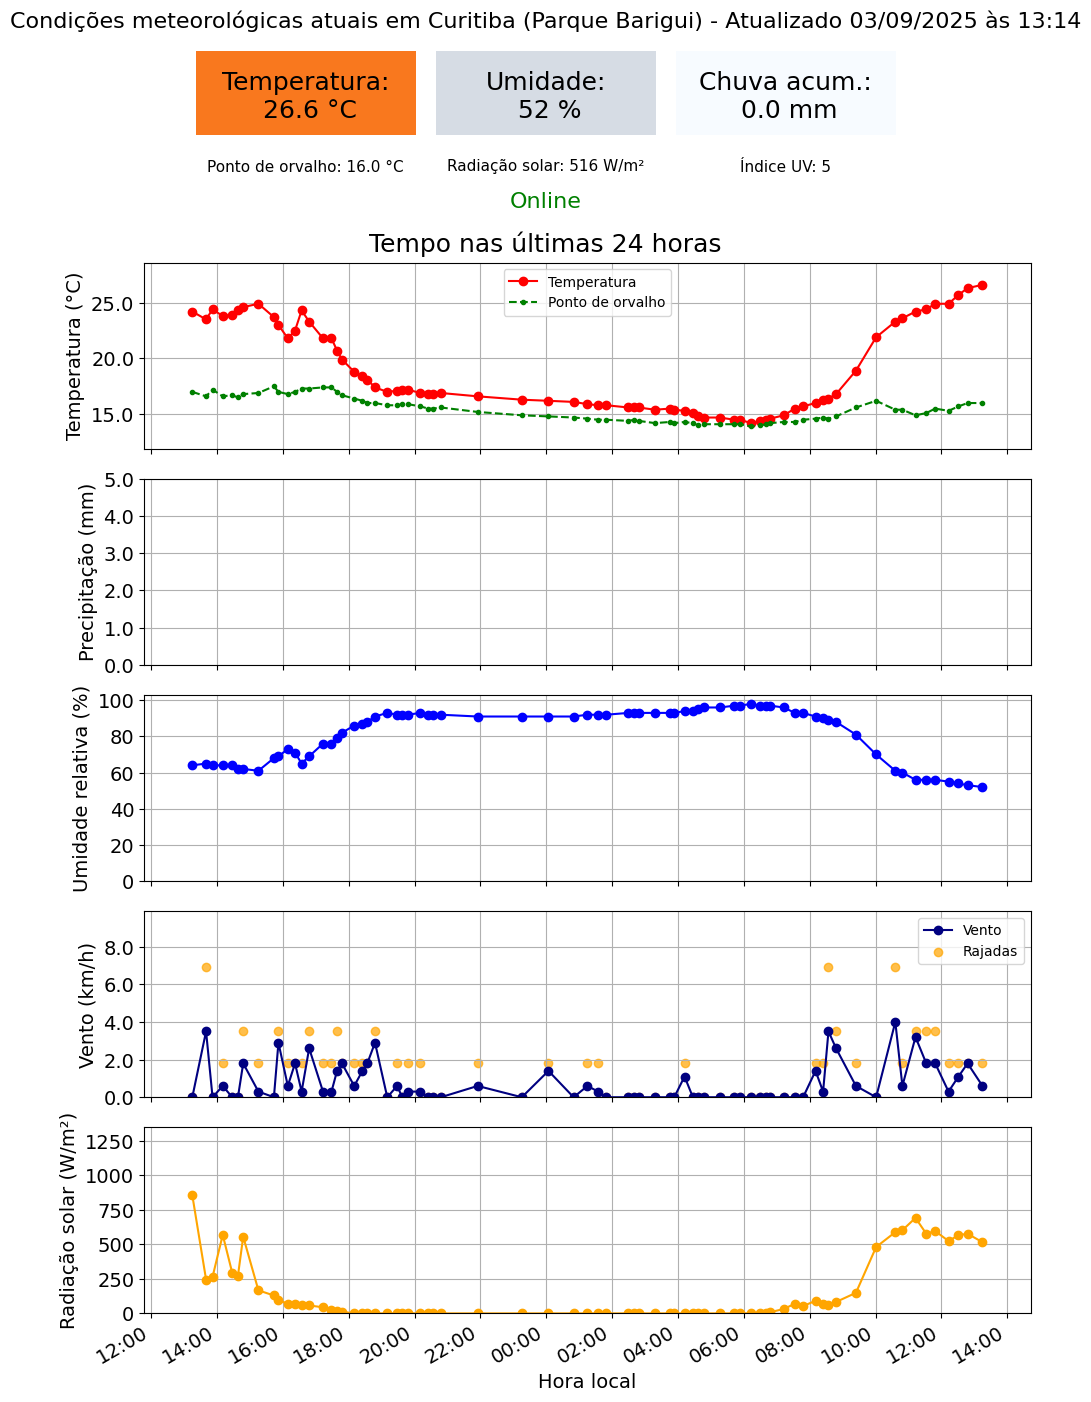 Condições meteorológicas atuais em Curitiba (Parque Barigui) - Atualizado 03/09/2025 às 13:14
Temperatura:
26.6 °C
Umidade:
52 %
Chuva acum.:
0.0 mm
Ponto de orvalho: 16.0 °C
Radiação solar: 516 W/m²
Índice UV: 5
Online
Tempo nas últimas 24 horas
Temperatura (°C)
25.0
20.0
15.0
Temperatura
Ponto de orvalho
Precipitação (mm)
5.0
4.0
3.0
2.0
1.0
0.0
Umidade relativa (%)
100
80
60
40
20
0
Vento (km/h)
8.0
6.0
4.0
2.0
0.0
Vento
Rajadas
Radiação solar (W/m²)
1250
1000
750
500
250
0
12:00
14:00
16:00
18:00
20:00
22:00
00:00
02:00
04:00
06:00
08:00
10:00
12:00
14:00
Hora local